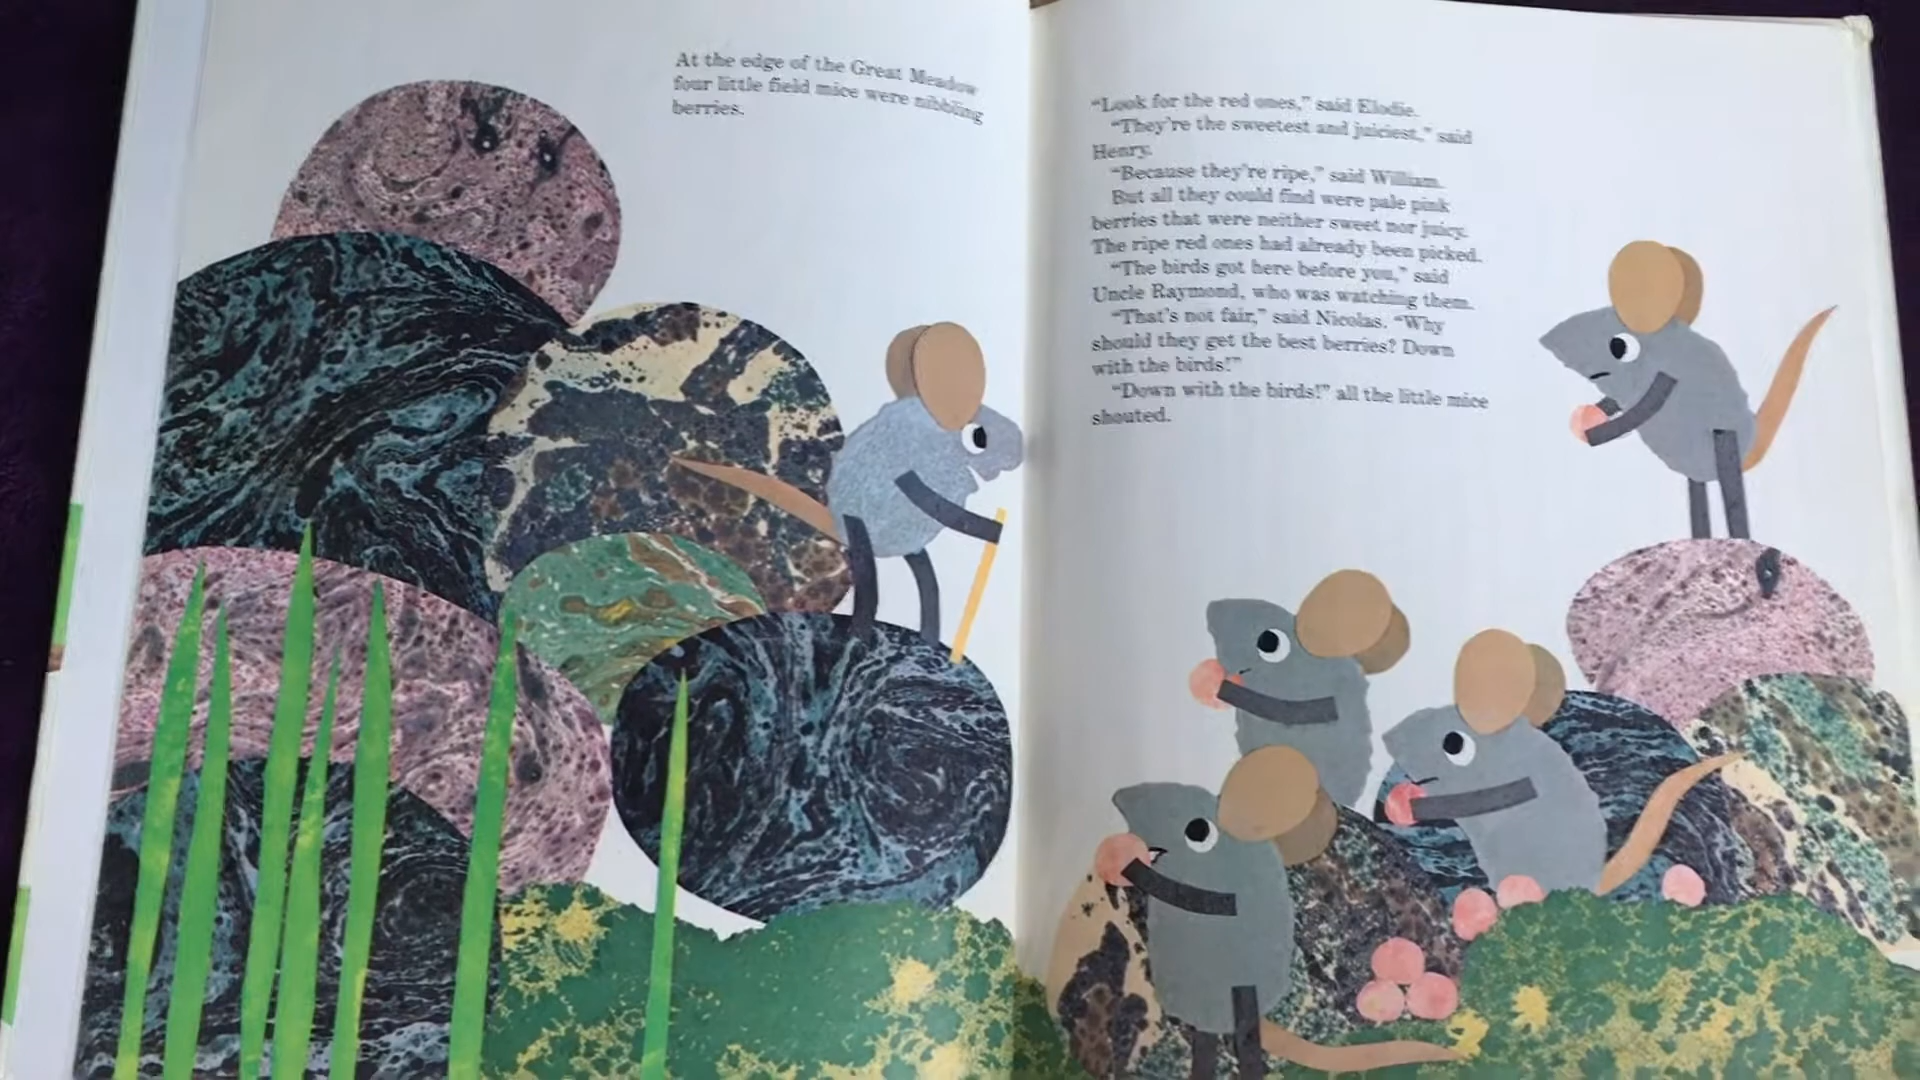 At the edge of the Great Meadow
four little field mice were nibbling
berries.
"Look for the red ones," said Elodie.
"They're the sweetest and juiciest," said
Henry.
"Because they're ripe," said William.
But all they could find were pale pink
berries that were neither sweet nor juicy.
The ripe red ones had already been picked.
"The birds got here before you," said
Uncle Raymond, who was watching them.
"That's not fair," said Nicolas. "Why
should they get the best berries? Down
with the birds!"
"Down with the birds!" all the little mice
shouted.